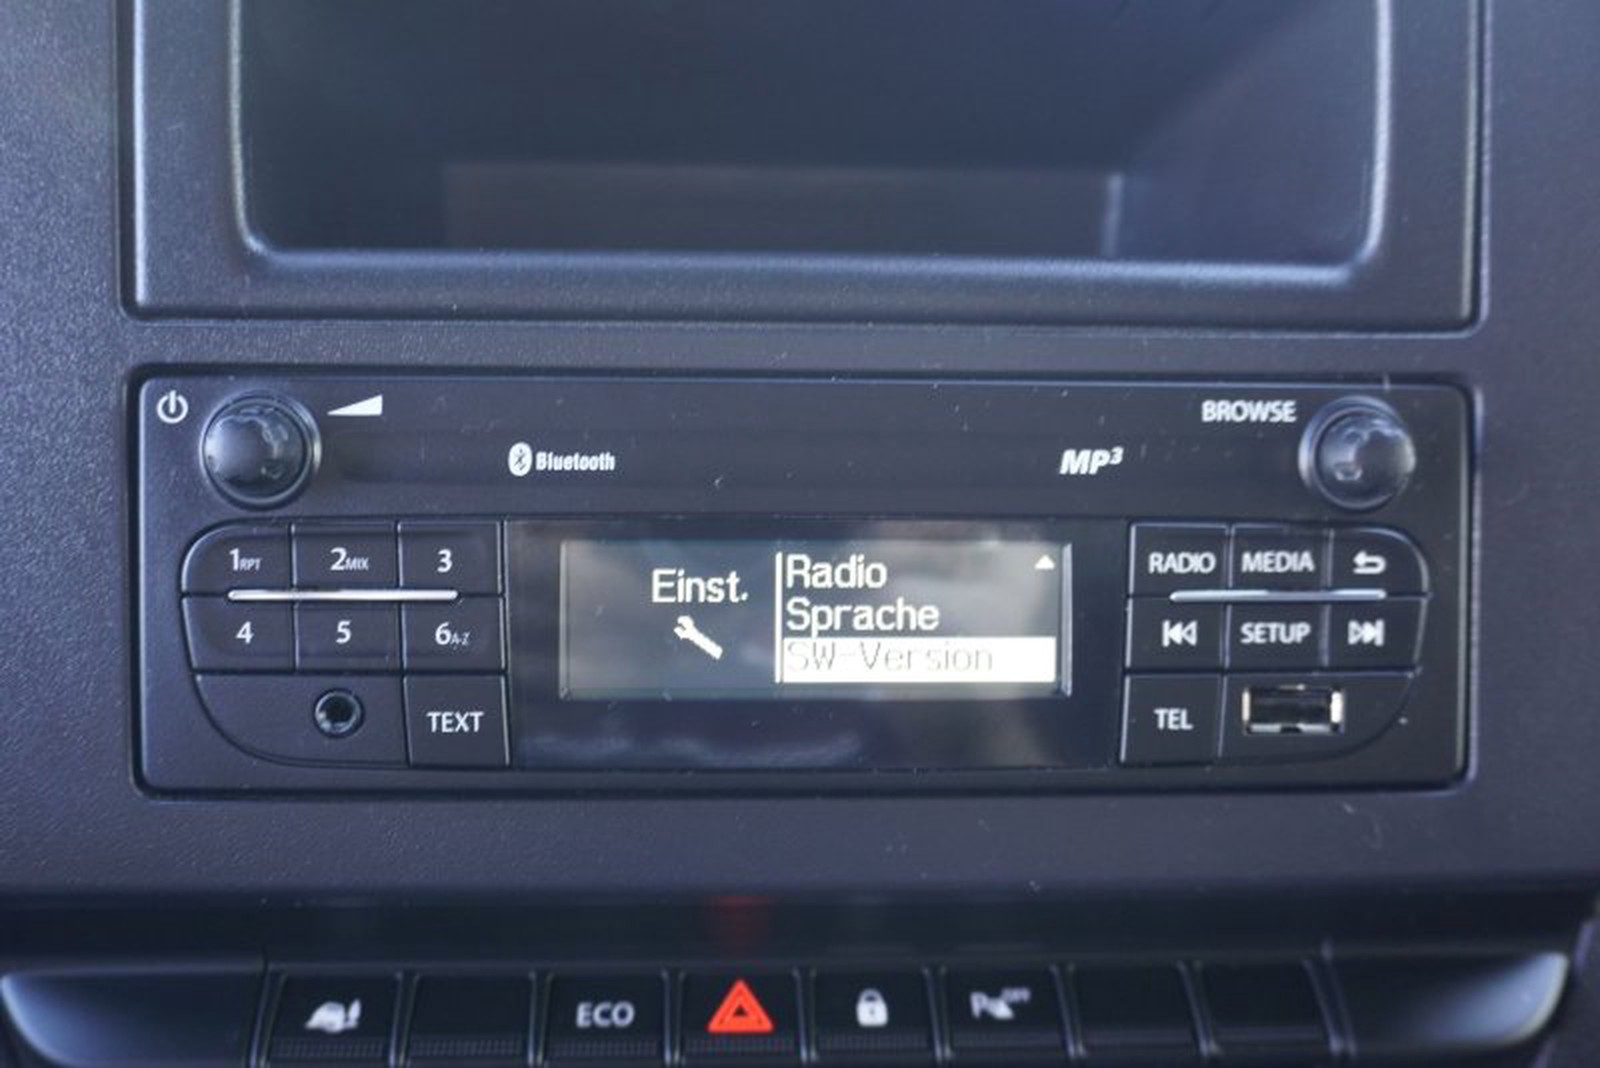 BROWSE
Bluetooth
MP3
1RPT 2MIX 3
4 5 6A-Z
TEXT
Einst.
Radio
Sprache
SW-Version
RADIO MEDIA
SETUP
TEL
ECO
P OFF